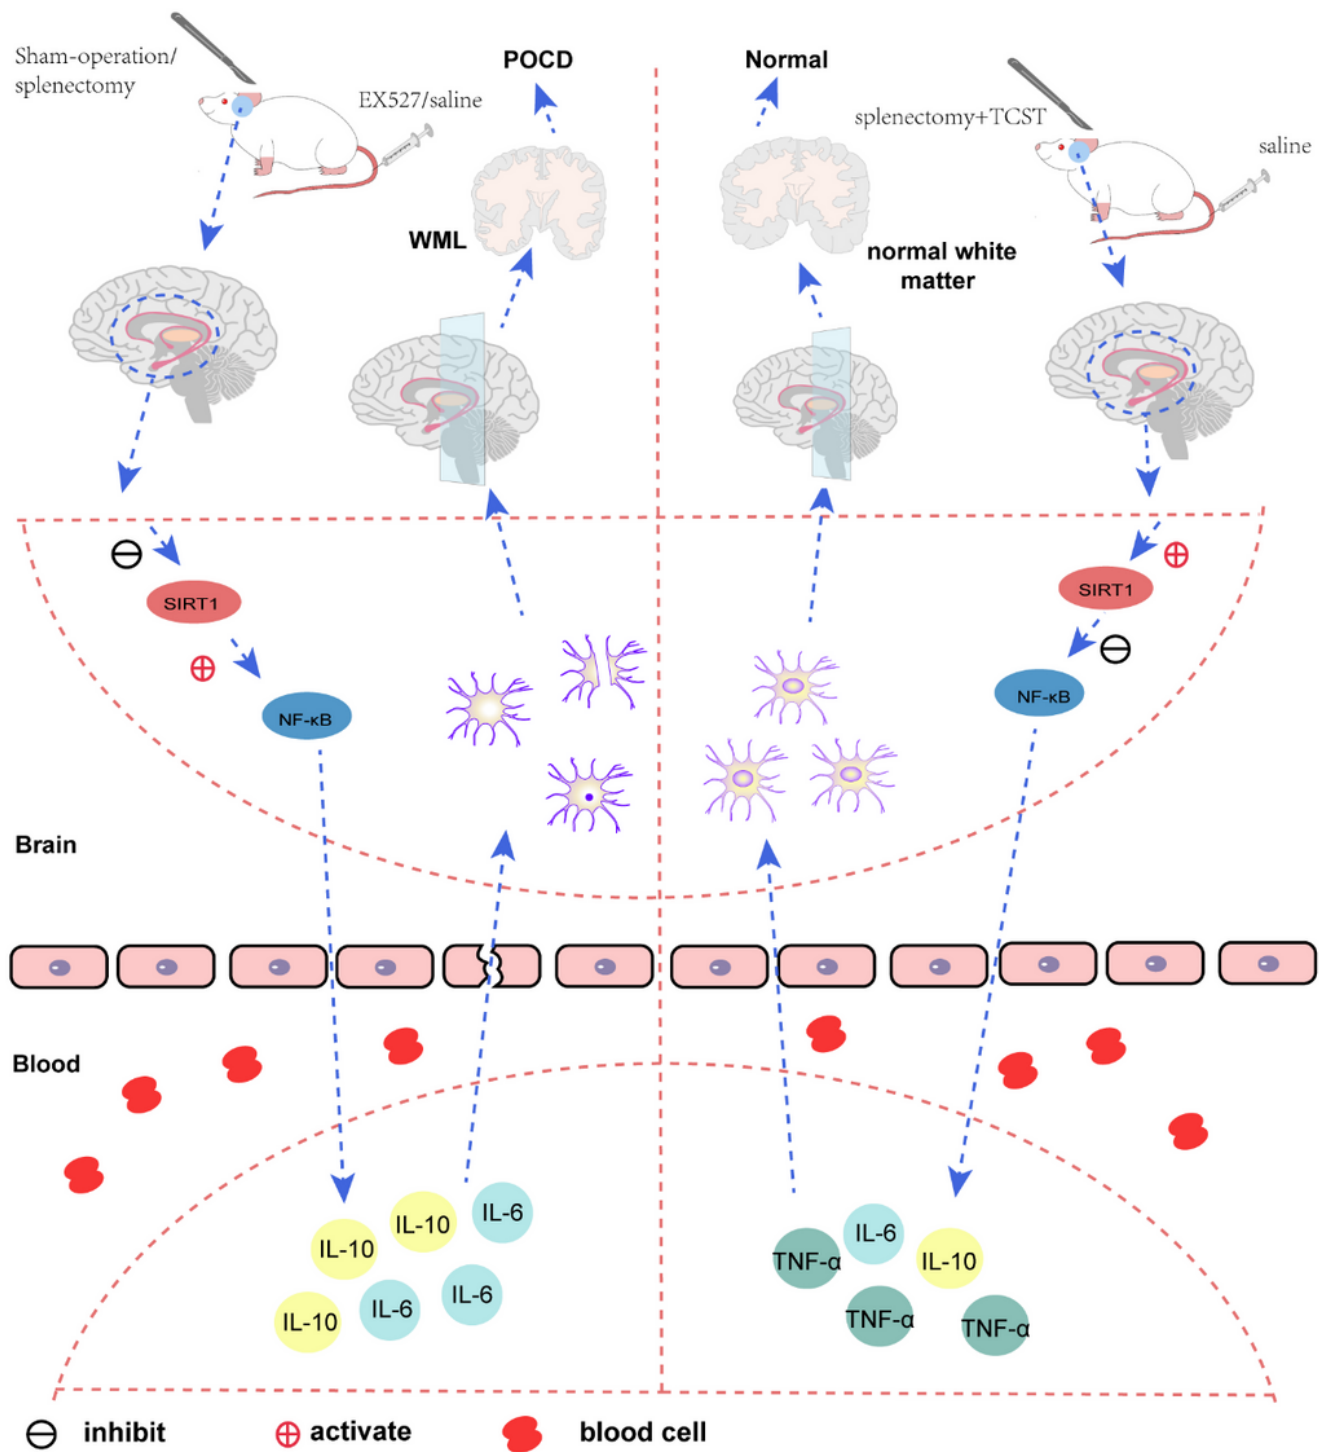 Sham-operation/
splenectomy
EX527/saline
POCD
WML
Normal
splenectomy+TCST
saline
normal white
matter
SIRT1
NF-κB
SIRT1
NF-κB
Brain
Blood
IL-10
IL-10
IL-6
IL-10
IL-6
IL-6
TNF-α
IL-6
IL-10
TNF-α
TNF-α
inhibit
activate
blood cell